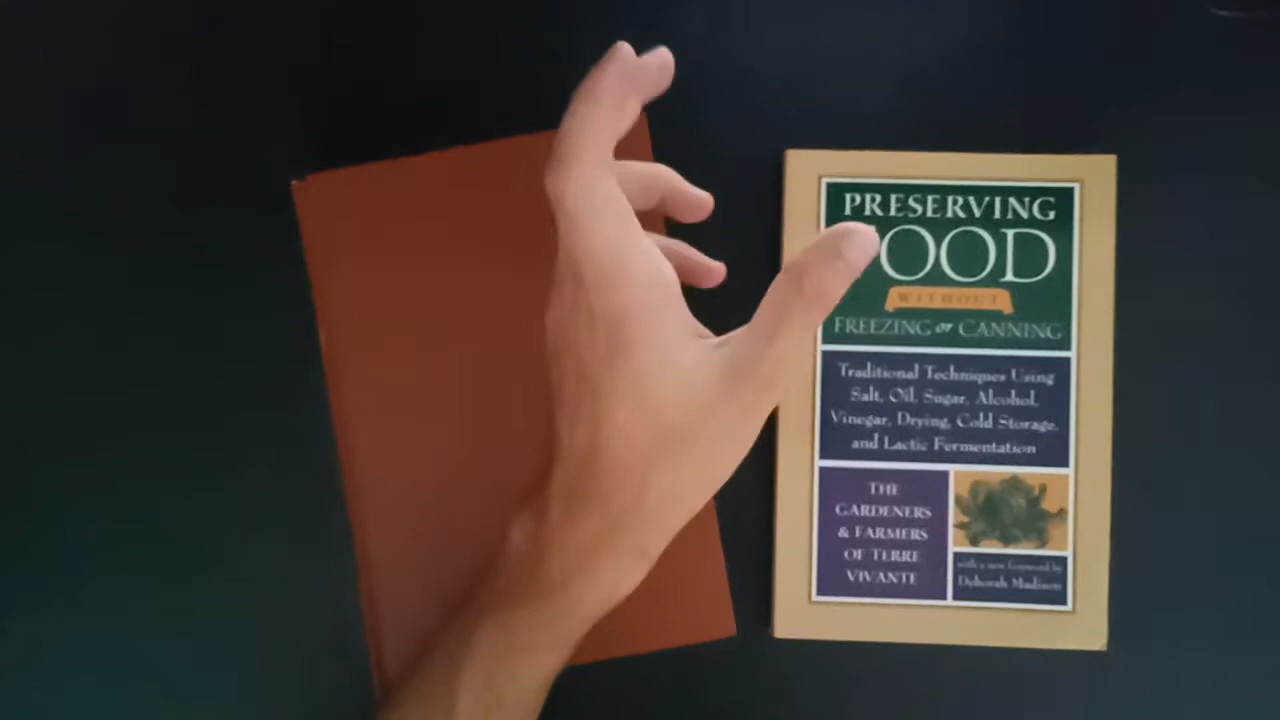 PRESERVING
OOD
WITHOUT
FREEZING or CANNING
Traditional Techniques Using
Salt, Oil, Sugar, Alcohol,
Vinegar, Drying, Cold Storage,
and Lactic Fermentation
THE
GARDENERS
& FARMERS
OF TERRE
VIVANTE
with a new foreword by
Deborah Madison